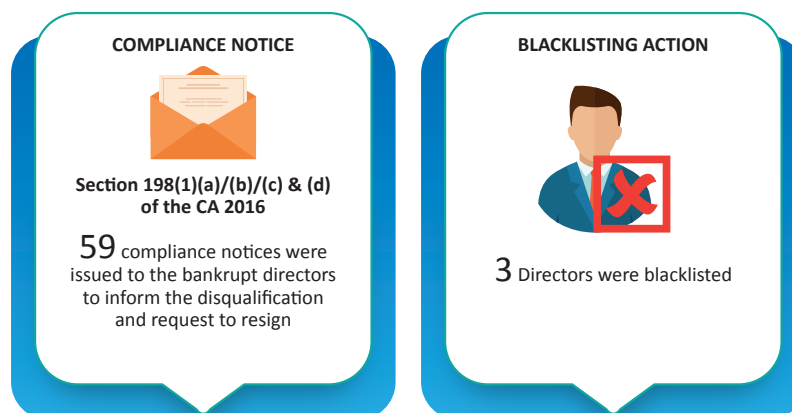 COMPLIANCE NOTICE
Section 198(1)(a)/(b)/(c) & (d)
of the CA 2016
59 compliance notices were
issued to the bankrupt directors
to inform the disqualification
and request to resign
BLACKLISTING ACTION
3 Directors were blacklisted